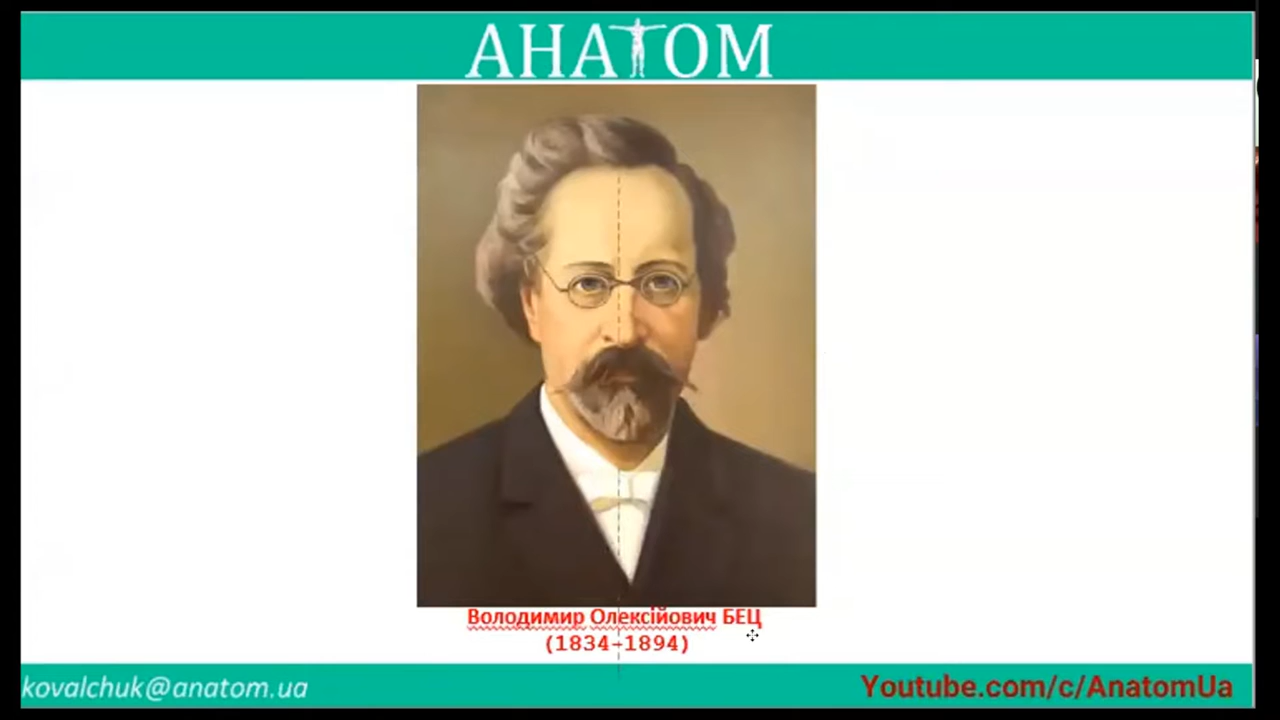 АНАТОМ
Володимир Олексійович БЕЦ
(1834-1894)
kovalchuk@anatom.ua
Youtube.com/c/AnatomUa